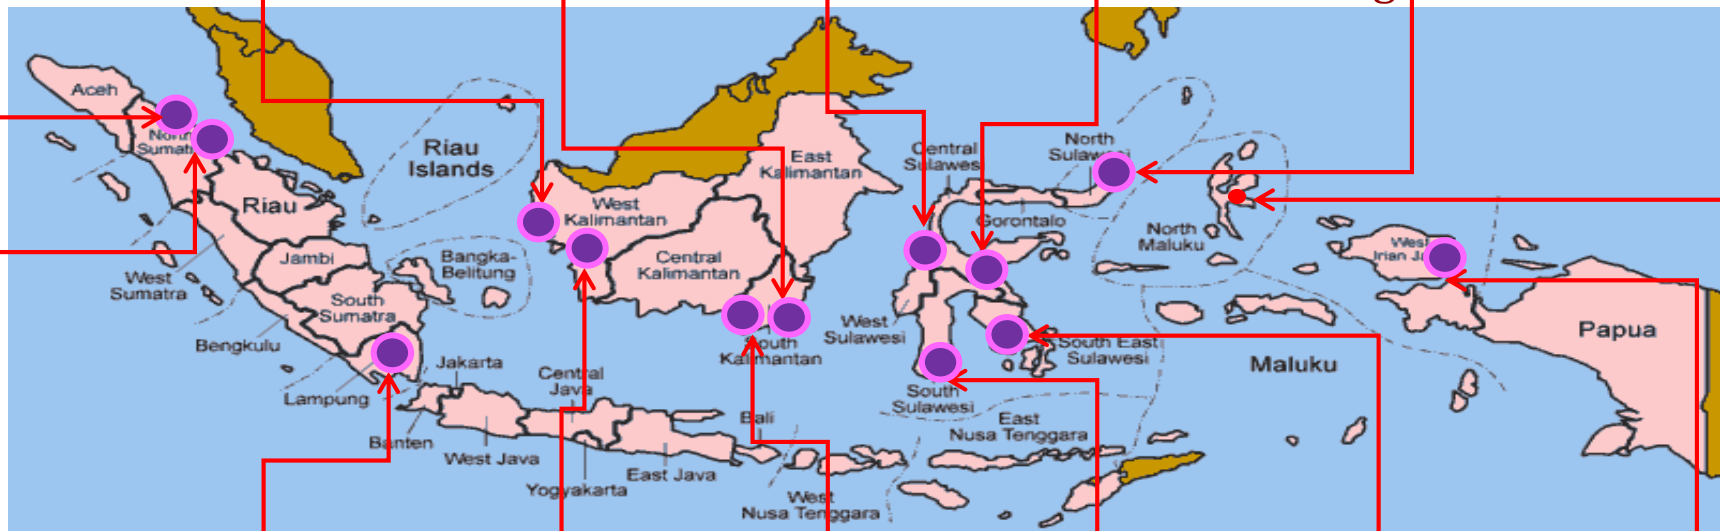 g
Aceh
North
Sumatra
Riau
Islands
Riau
West
Sumatra
Jambi
Bangka-
Belitung
South
Sumatra
Bengkulu
Lampung
Jakarta
Banten
West Java
Central
Java
Yogyakarta
East Java
Bali
West
Nusa Tenggara
East
Nusa Tenggara
West
Kalimantan
Central
Kalimantan
East
Kalimantan
South
Kalimantan
Central
Sulawesi
North
Sulawesi
Gorontalo
West
Sulawesi
South
Sulawesi
South East
Sulawesi
North
Maluku
Maluku
West
Irian Ja
Papua